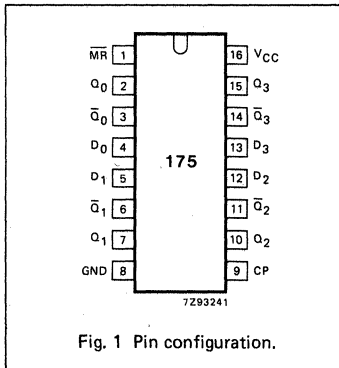 M̅R̅ 1 16 VCC
Q0 2 15 Q3
Q̅0 3 14 Q̅3
D0 4 13 D3
175
D1 5 12 D2
Q̅1 6 11 Q̅2
Q1 7 10 Q2
GND 8 9 CP
7Z93241
Fig. 1 Pin configuration.